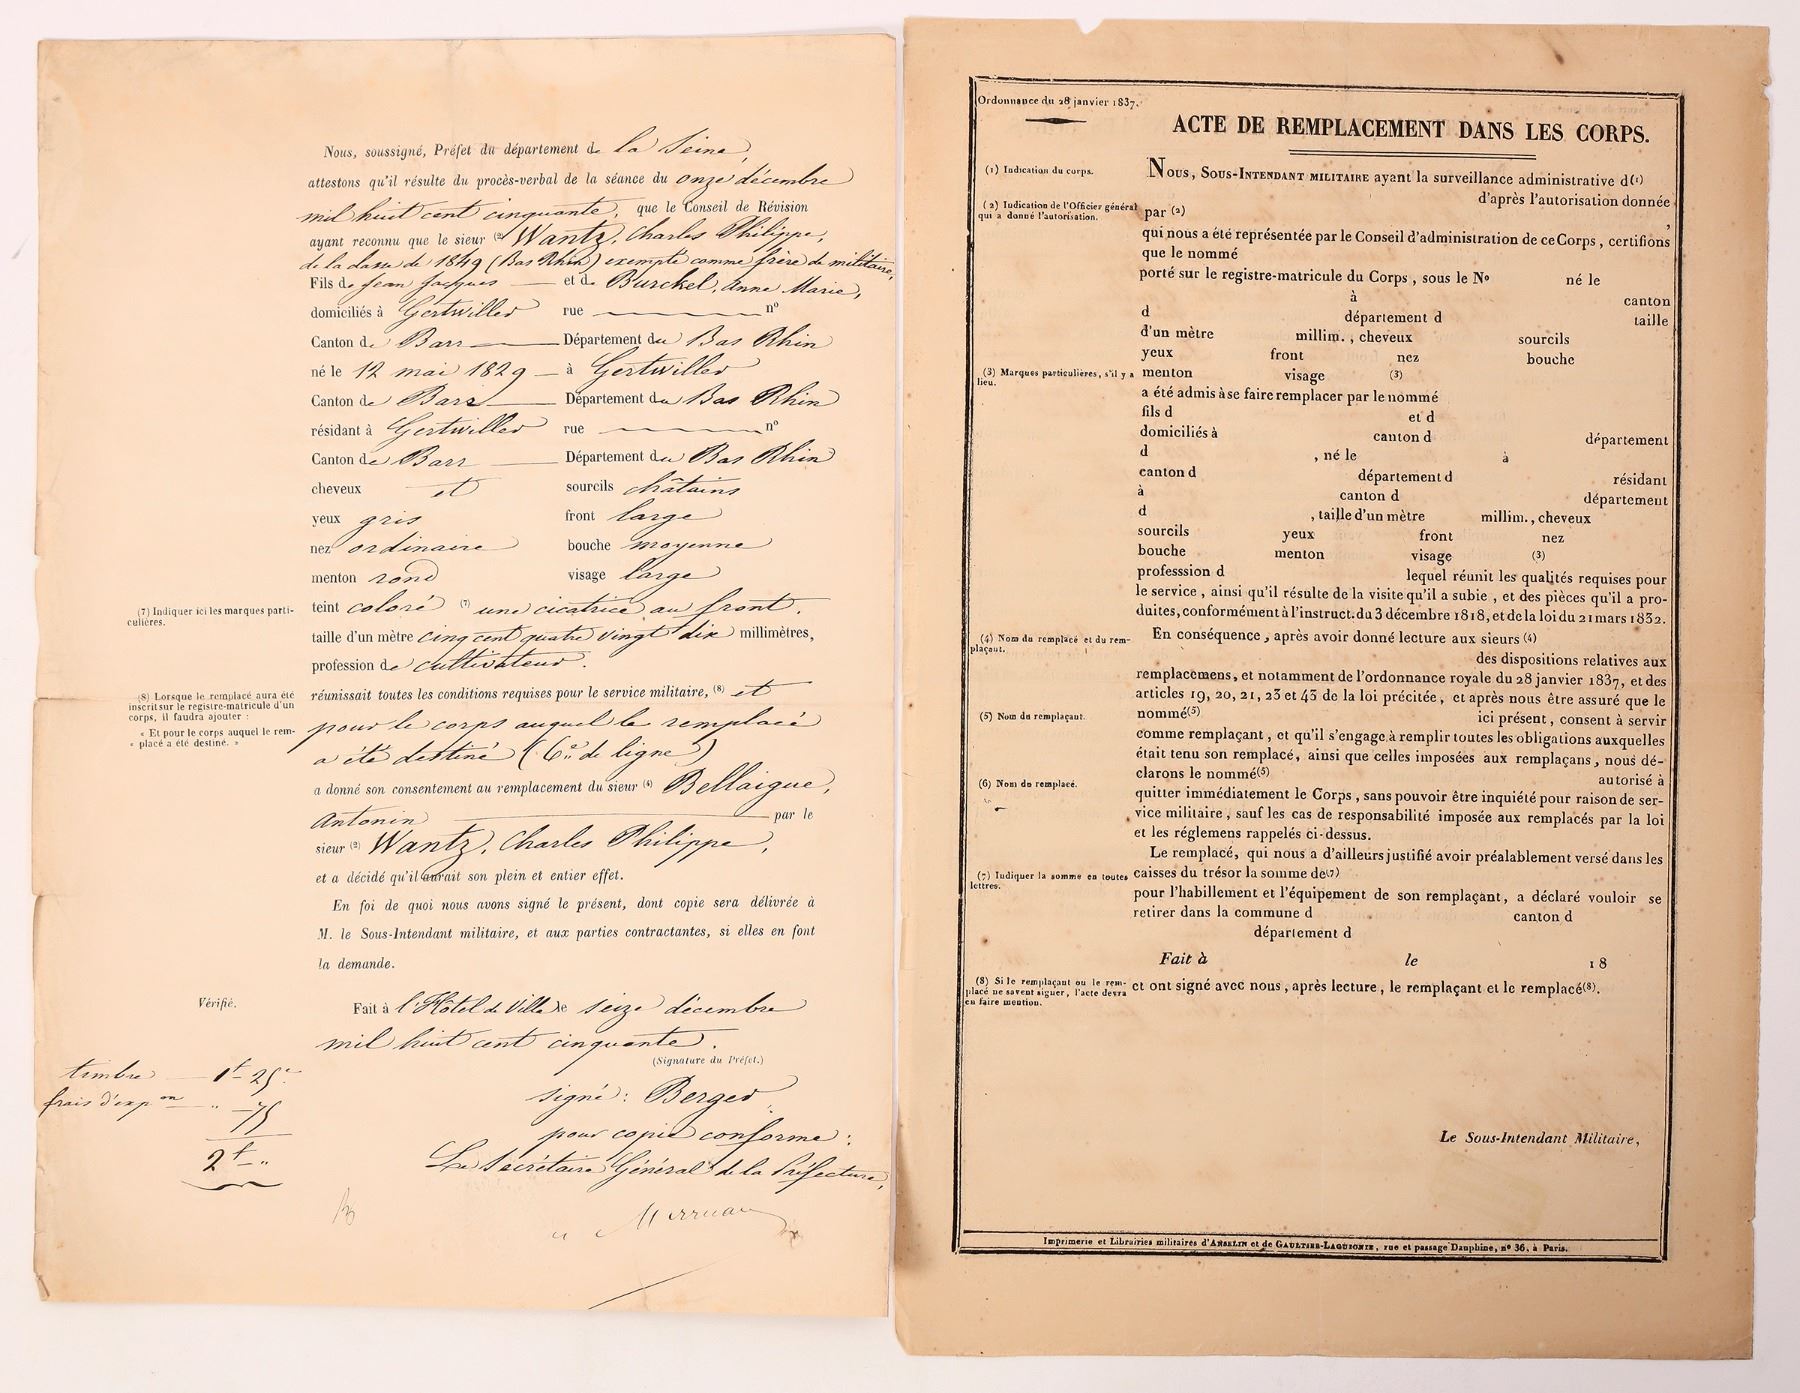 Nous, soussigné, Préfet du département de la Seine,
attestons qu'il résulte du procès-verbal de la séance du onze décembre
mil huit cent cinquante, que le Conseil de Révision
ayant reconnu que le sieur (2) Wantz, Charles Philippe,
de la classe de 1849 (Bas Rhin) exempté comme frère de militaire,
Fils de Jean Jacques et de Burckel, Anne Marie,
domiciliés à Gertwiller rue n°
Canton de Barr Département du Bas Rhin
né le 12 mai 1829 à Gertwiller
Canton de Barr Département du Bas Rhin
résidant à Gertwiller rue n°
Canton de Barr Département du Bas Rhin
cheveux et sourcils châtains
yeux gris front large
nez ordinaire bouche moyenne
menton rond visage large
(7) Indiquer ici les marques parti-
culières.
teint coloré (7) une cicatrice au front.
taille d'un mètre cinq cent quatre vingt dix millimètres,
profession de cultivateur.
(8) Lorsque le remplacé aura été
inscrit sur le registre-matricule d'un
corps, il faudra ajouter :
« Et pour le corps auquel le rem-
« placé a été destiné. »
réunissait toutes les conditions requises pour le service militaire, (8) et
pour le corps auquel le remplacé
a été destiné (6e de ligne)
a donné son consentement au remplacement du sieur (4) Bellaigue,
Antonin par le
sieur (2) Wantz, Charles Philippe,
et a décidé qu'il aurait son plein et entier effet.
En foi de quoi nous avons signé le présent, dont copie sera délivrée à
M. le Sous-Intendant militaire, et aux parties contractantes, si elles en font
la demande.
Vérifié.
Fait à l'Hôtel de Ville le seize décembre
mil huit cent cinquante.
(Signature du Préfet.)
timbre 1f 25c
frais d'expon " 75
2f "
signé : Berger
pour copie conforme :
Le Secrétaire Général de la Préfecture,
Merruau
Ordonnance du 28 janvier 1837.
ACTE DE REMPLACEMENT DANS LES CORPS.
(1) Indication du corps.
NOUS, SOUS-INTENDANT MILITAIRE ayant la surveillance administrative d(1)
d'après l'autorisation donnée
(2) Indication de l'Officier général
qui a donné l'autorisation.
par (2) ,
qui nous a été représentée par le Conseil d'administration de ce Corps, certifions
que le nommé
porté sur le registre-matricule du Corps, sous le No né le
à canton
d département d taille
d'un mètre millim., cheveux sourcils
yeux front nez bouche
(3) Marques particulières, s'il y a
lieu.
menton visage (3)
a été admis à se faire remplacer par le nommé
fils d et d
domiciliés à canton d département
d , né le à
canton d département d résidant
à canton d département
d , taille d'un mètre millim., cheveux
sourcils yeux front nez
bouche menton visage (3)
professsion d lequel réunit les qualités requises pour
le service, ainsi qu'il résulte de la visite qu'il a subie, et des pièces qu'il a pro-
duites, conformément à l'instruct. du 3 décembre 1818, et de la loi du 21 mars 1832.
(4) Nom du remplacé et du rem-
plaçant.
En conséquence, après avoir donné lecture aux sieurs (4)
des dispositions relatives aux
remplacemens, et notamment de l'ordonnance royale du 28 janvier 1837, et des
articles 19, 20, 21, 23 et 43 de la loi précitée, et après nous être assuré que le
(5) Nom du remplaçant.
nommé(5) ici présent, consent à servir
comme remplaçant, et qu'il s'engage à remplir toutes les obligations auxquelles
était tenu son remplacé, ainsi que celles imposées aux remplaçans, nous dé-
(6) Nom du remplacé.
clarons le nommé(5) autorisé à
quitter immédiatement le Corps, sans pouvoir être inquiété pour raison de ser-
vice militaire, sauf les cas de responsabilité imposée aux remplacés par la loi
et les réglemens rappelés ci-dessus.
Le remplacé, qui nous a d'ailleurs justifié avoir préalablement versé dans les
(7) Indiquer la somme en toutes
lettres.
caisses du trésor la somme de(7)
pour l'habillement et l'équipement de son remplaçant, a déclaré vouloir se
retirer dans la commune d canton d
département d
Fait à le 18
(8) Si le remplaçant ou le rem-
placé ne savent signer, l'acte devra
en faire mention.
et ont signé avec nous, après lecture, le remplaçant et le remplacé(8).
Le Sous-Intendant Militaire,
Imprimerie et Librairies militaires d'ANSELIN et de GAULTIER-LAGUIONIE, rue et passage Dauphine, no 36, à Paris.